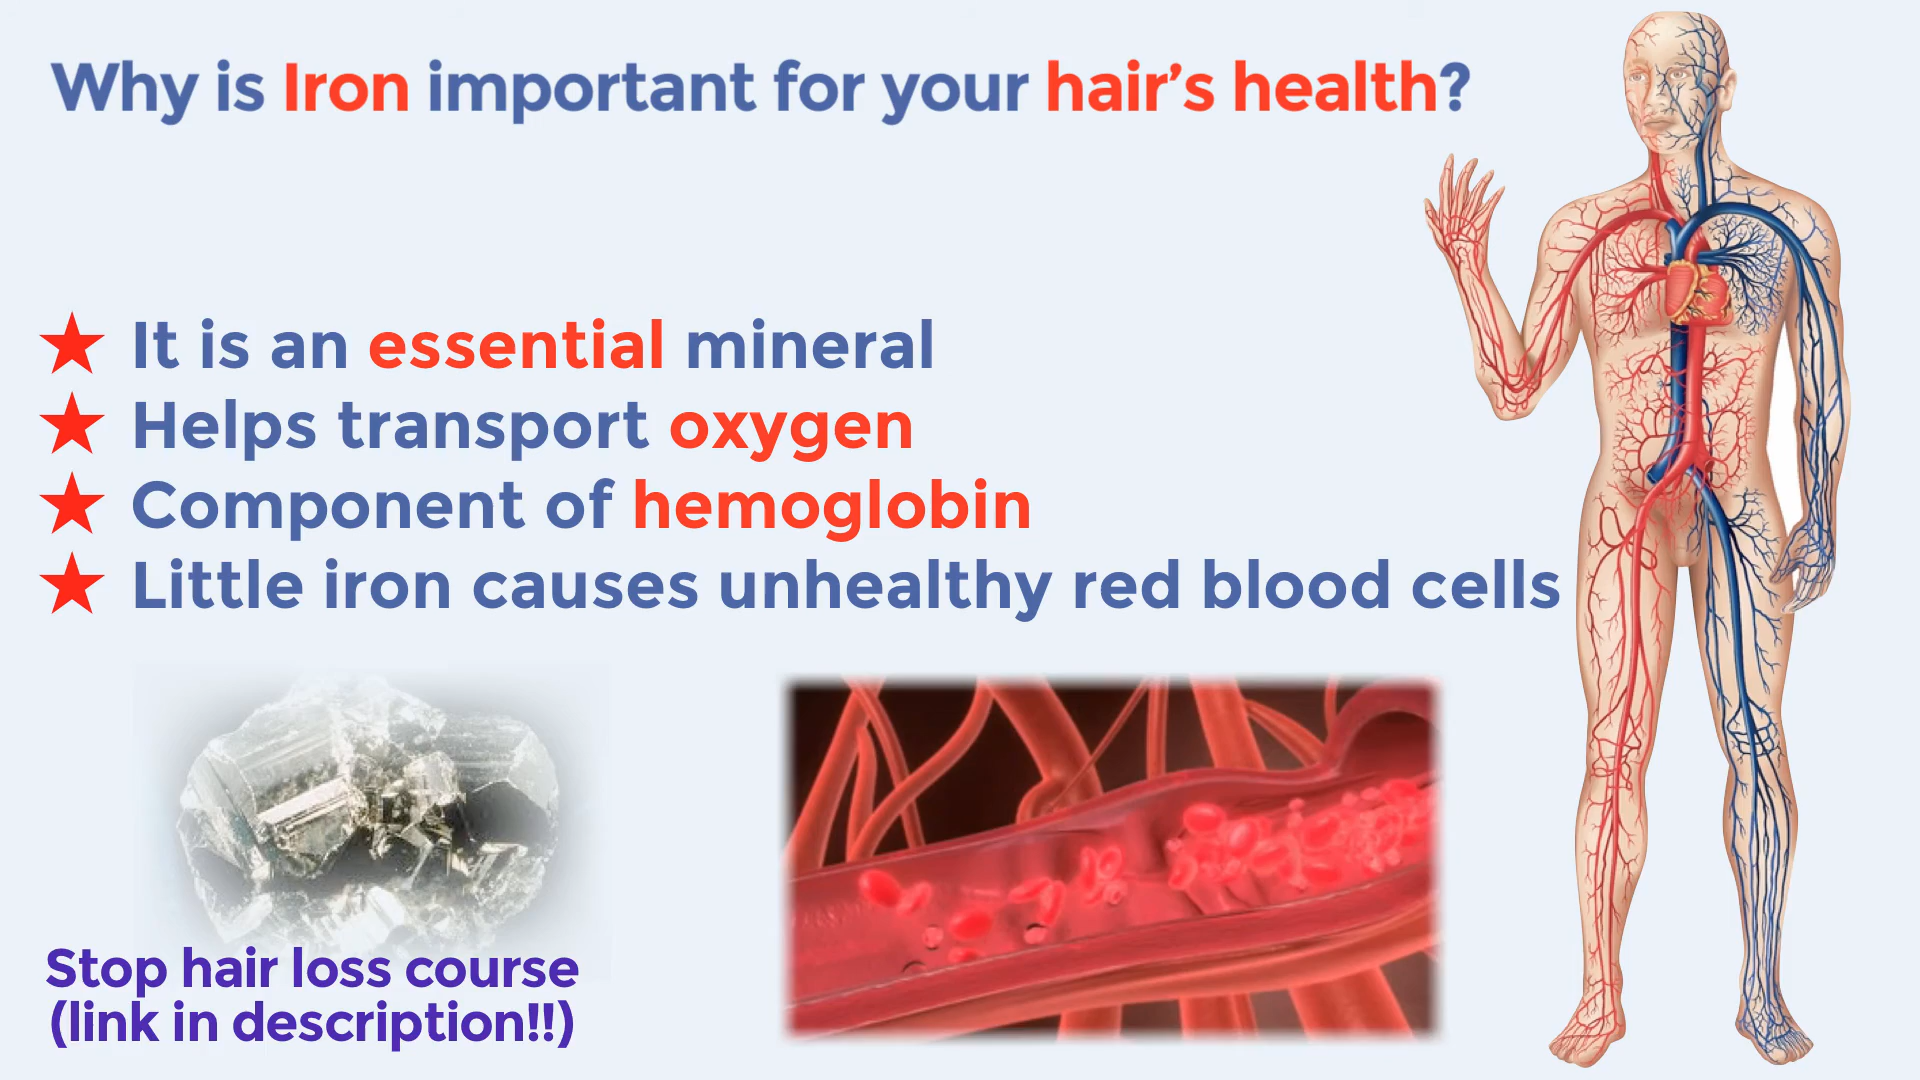 Why is Iron important for your hair's health?
It is an essential mineral
Helps transport oxygen
Component of hemoglobin
Little iron causes unhealthy red blood cells
Stop hair loss course
(link in description!!)